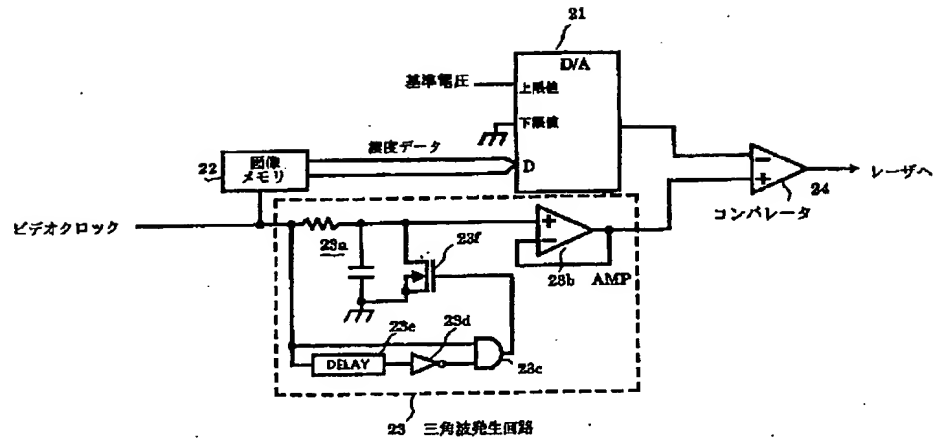 21
D/A
基準電圧
上限値
下限値
濃度データ
D
22
画像
メモリ
24
レーザへ
コンパレータ
ビデオクロック
23a
23f
23b
AMP
23e
23d
DELAY
23c
23 三角波発生回路